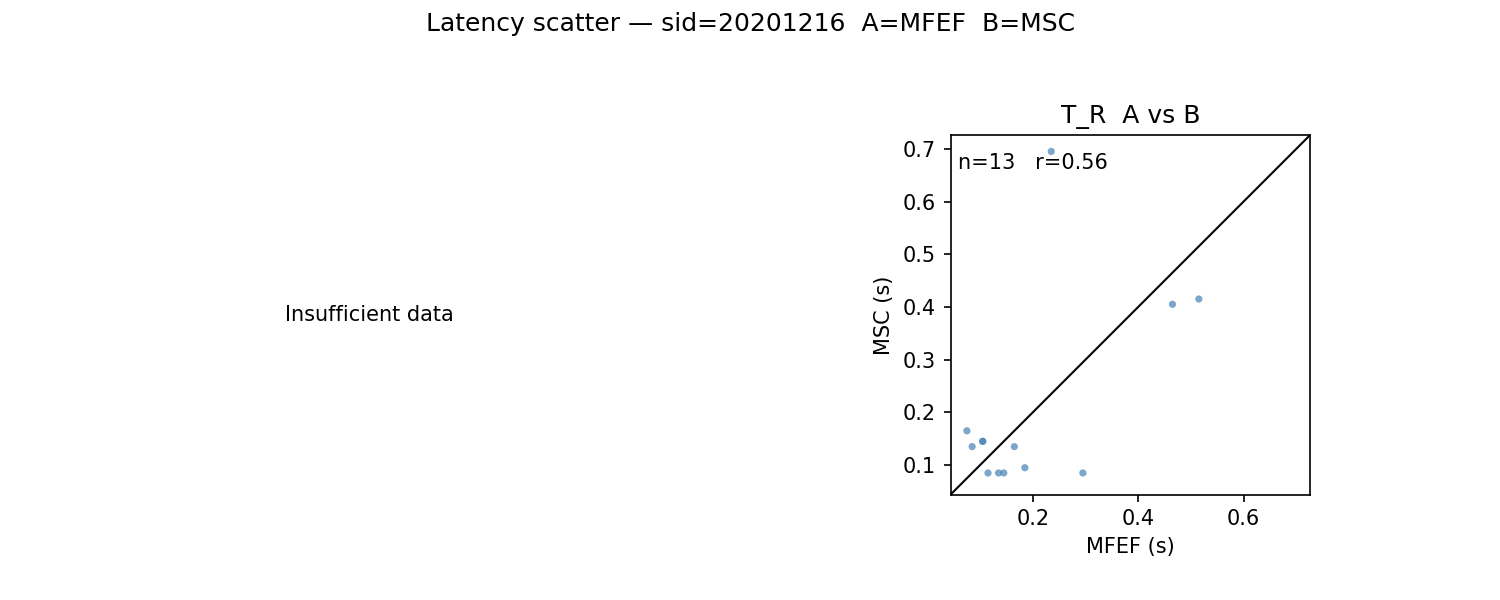 Latency scatter — sid=20201216  A=MFEF  B=MSC
Insufficient data
T_R  A vs B
n=13   r=0.56
0.7
0.6
0.5
0.4
0.3
0.2
0.1
MSC (s)
0.2
0.4
0.6
MFEF (s)